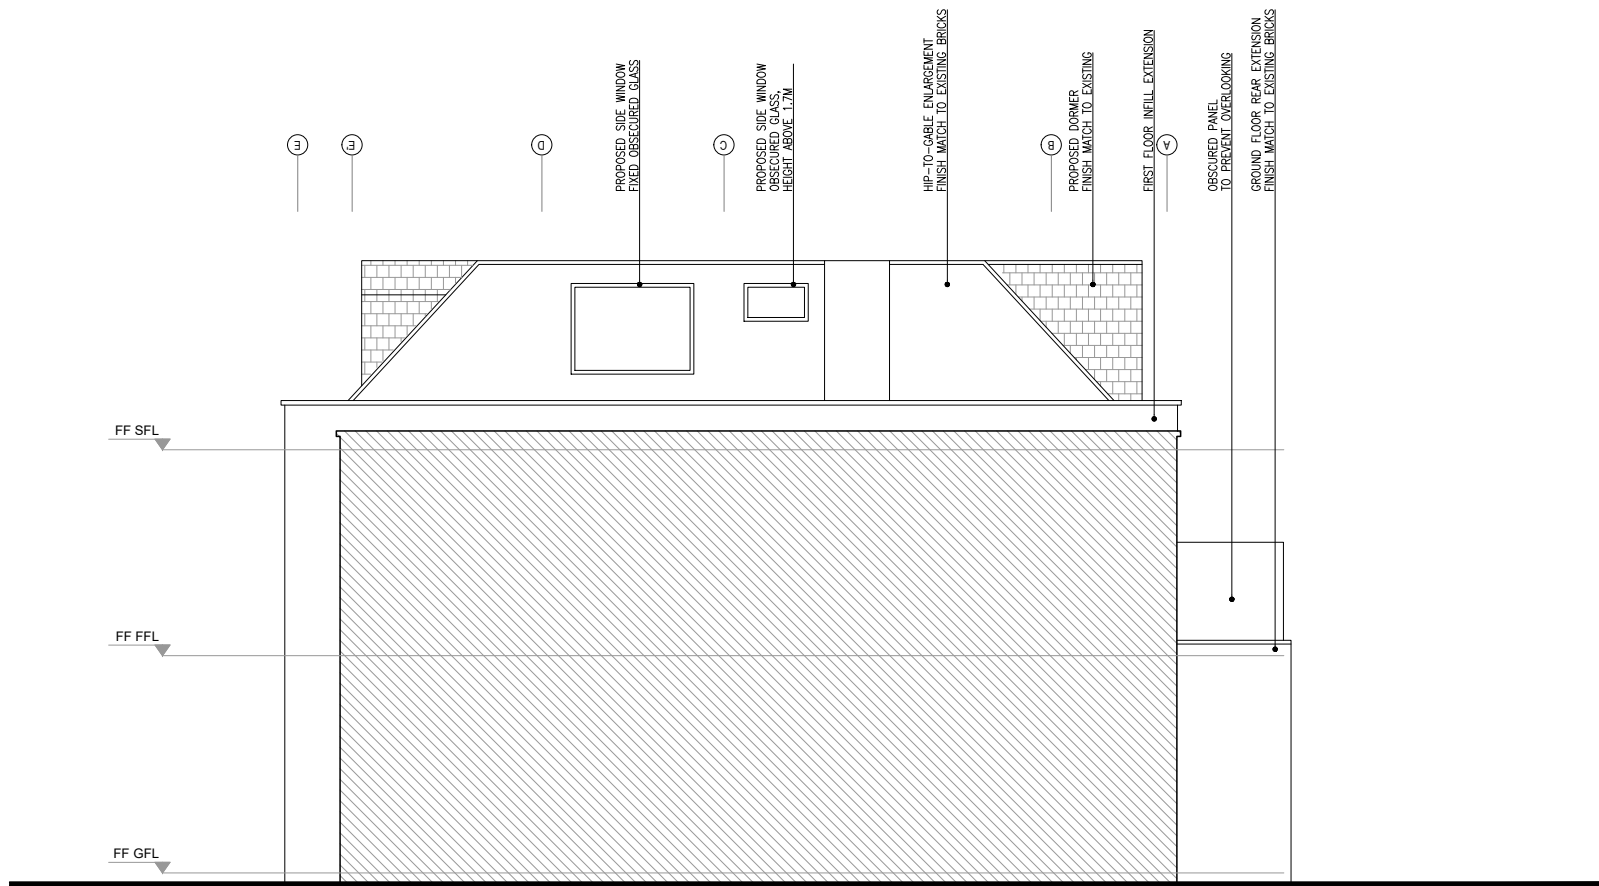 PROPOSED SIDE WINDOW
FIXED OBSECURED GLASS
PROPOSED SIDE WINDOW
OBSECURED GLASS,
HEIGHT ABOVE 1.7M
HIP-TO-GABLE ENLARGEMENT
FINISH MATCH TO EXISTING BRICKS
PROPOSED DORMER
FINISH MATCH TO EXISTING
FIRST FLOOR INFILL EXTENSION
OBSCURED PANEL
TO PREVENT OVERLOOKING
GROUND FLOOR REAR EXTENSION
FINISH MATCH TO EXISTING BRICKS
E
E'
D
C
B
A
FF SFL
FF FFL
FF GFL